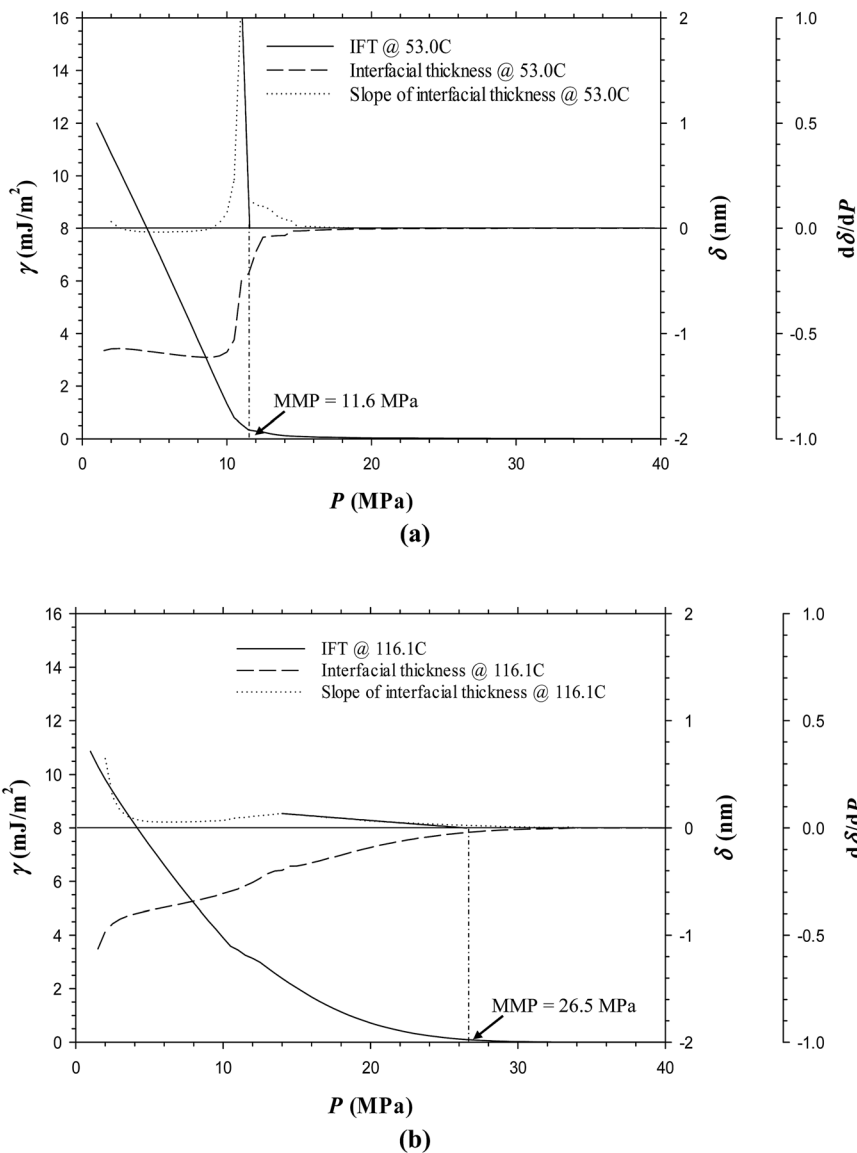 16
14
12
10
8
6
4
2
0
γ (mJ/m²)
IFT @ 53.0C
Interfacial thickness @ 53.0C
Slope of interfacial thickness @ 53.0C
MMP = 11.6 MPa
2
1
0
-1
-2
δ (nm)
1.0
0.5
0.0
-0.5
-1.0
dδ/dP
0 10 20 30 40
P (MPa)
(a)
16
14
12
10
8
6
4
2
0
γ (mJ/m²)
IFT @ 116.1C
Interfacial thickness @ 116.1C
Slope of interfacial thickness @ 116.1C
MMP = 26.5 MPa
2
1
0
-1
-2
δ (nm)
1.0
0.5
0.0
-0.5
-1.0
dδ/dP
0 10 20 30 40
P (MPa)
(b)